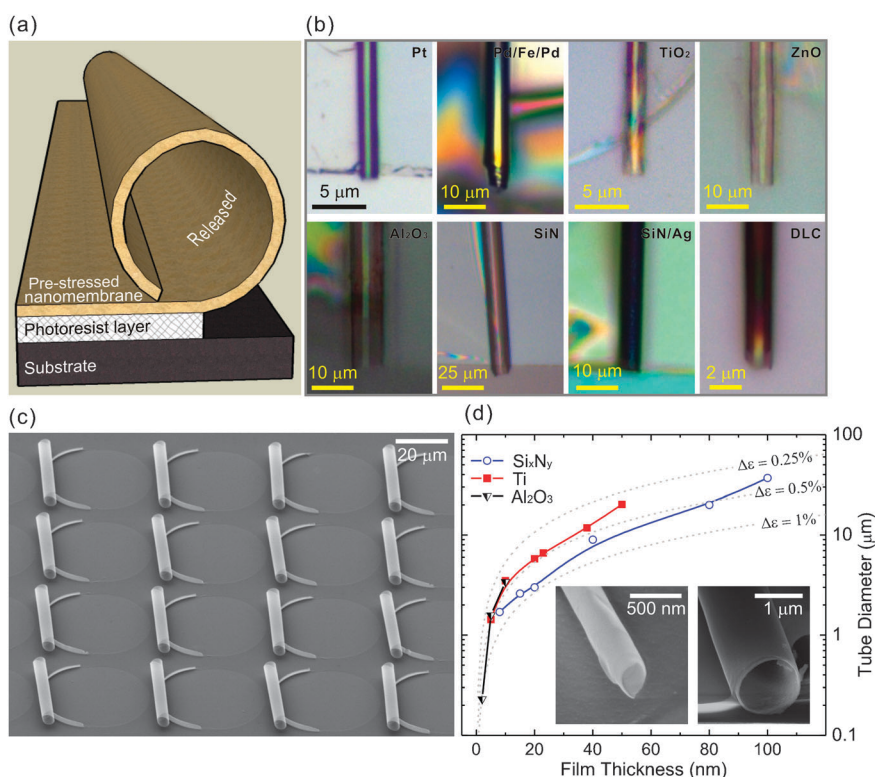 (a)
Released
Pre-stressed
nanomembrane
Photoresist layer
Substrate
(b)
Pt
5 μm
Pd/Fe/Pd
10 μm
TiO₂
5 μm
ZnO
10 μm
Al₂O₃
10 μm
SiN
25 μm
SiN/Ag
10 μm
DLC
2 μm
(c)
20 μm
(d)
SiₓNᵧ
Ti
Al₂O₃
Δε = 0.25%
Δε = 0.5%
Δε = 1%
500 nm
1 μm
100
10
1
0.1
Tube Diameter (μm)
0 20 40 60 80 100
Film Thickness (nm)